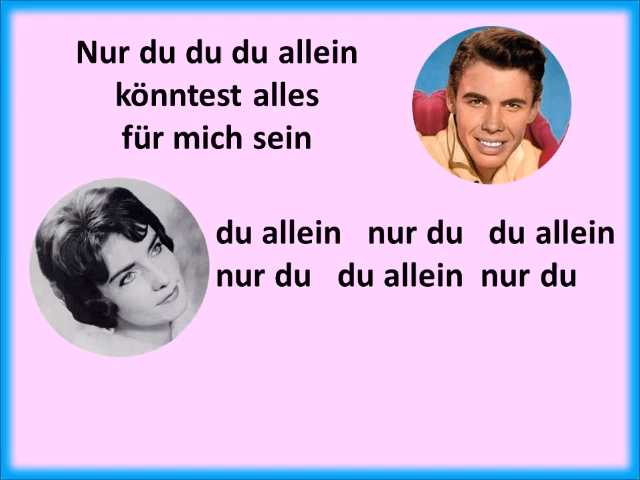 Nur du du du allein
könntest alles
für mich sein
du allein nur du du allein
nur du du allein nur du